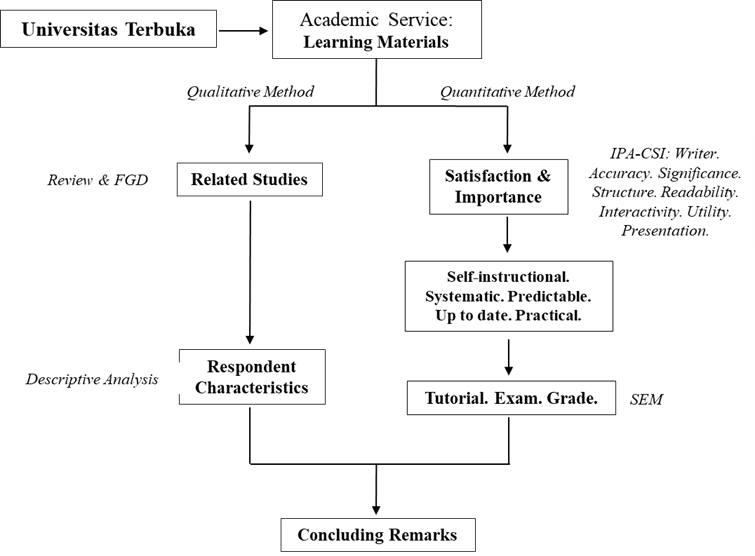 Universitas Terbuka
Academic Service:
Learning Materials
Qualitative Method
Quantitative Method
Review & FGD
Related Studies
Satisfaction &
Importance
IPA-CSI: Writer.
Accuracy. Significance.
Structure. Readability.
Interactivity. Utility.
Presentation.
Self-instructional.
Systematic. Predictable.
Up to date. Practical.
Descriptive Analysis
Respondent
Characteristics
Tutorial. Exam. Grade.
SEM
Concluding Remarks